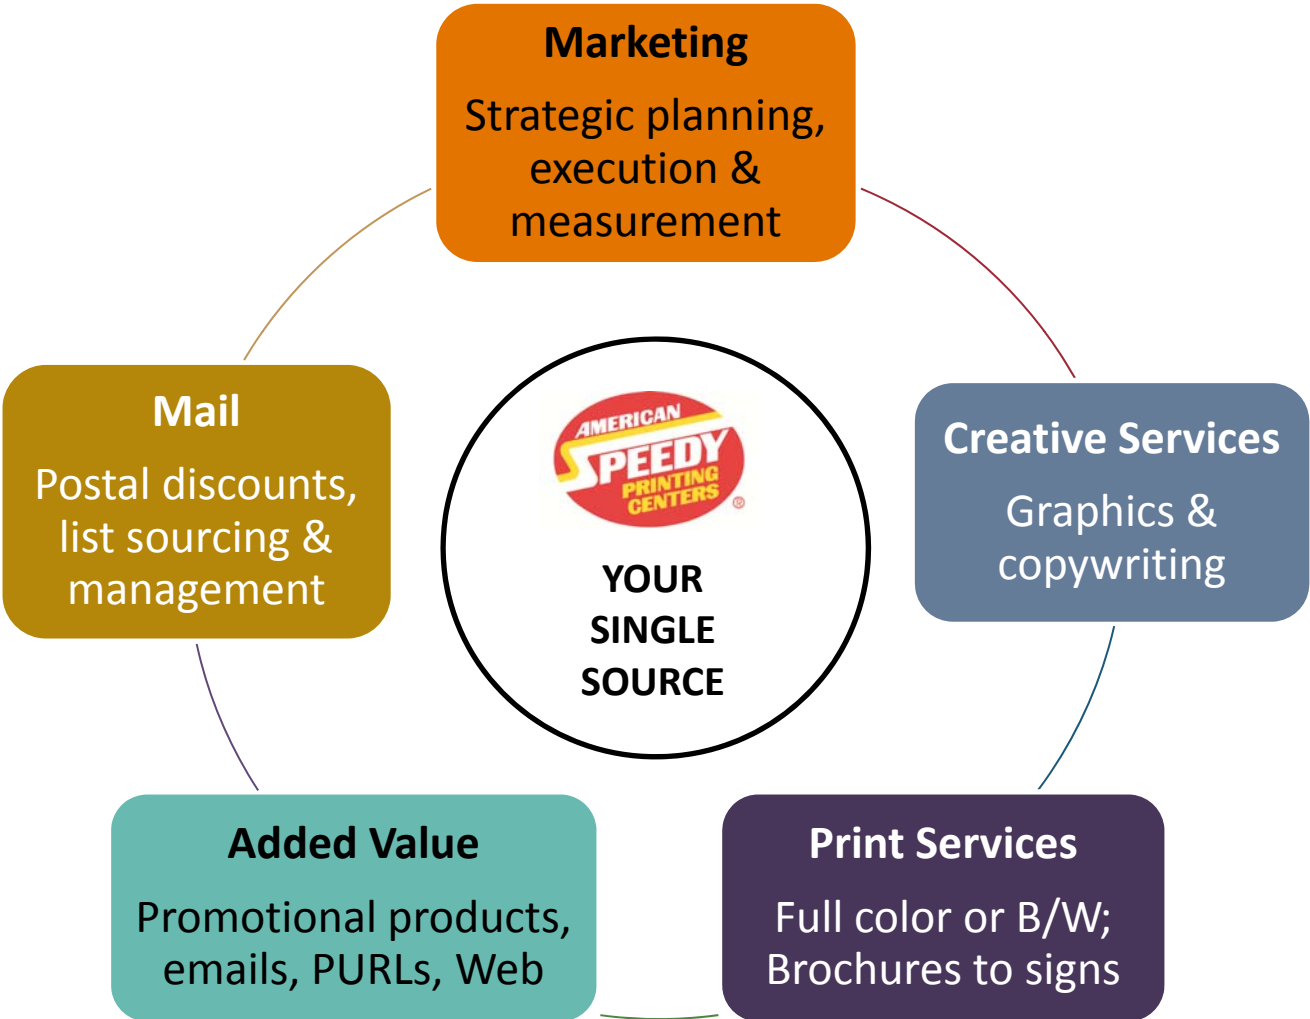 Marketing
Strategic planning,
execution &
measurement
Mail
Postal discounts,
list sourcing &
management
AMERICAN
SPEEDY
PRINTING
CENTERS
®
YOUR
SINGLE
SOURCE
Creative Services
Graphics &
copywriting
Added Value
Promotional products,
emails, PURLs, Web
Print Services
Full color or B/W;
Brochures to signs